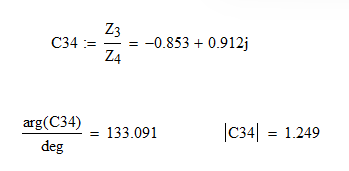 C34 := Z3/Z4 = −0.853 + 0.912j
arg(C34)/deg = 133.091 |C34| = 1.249